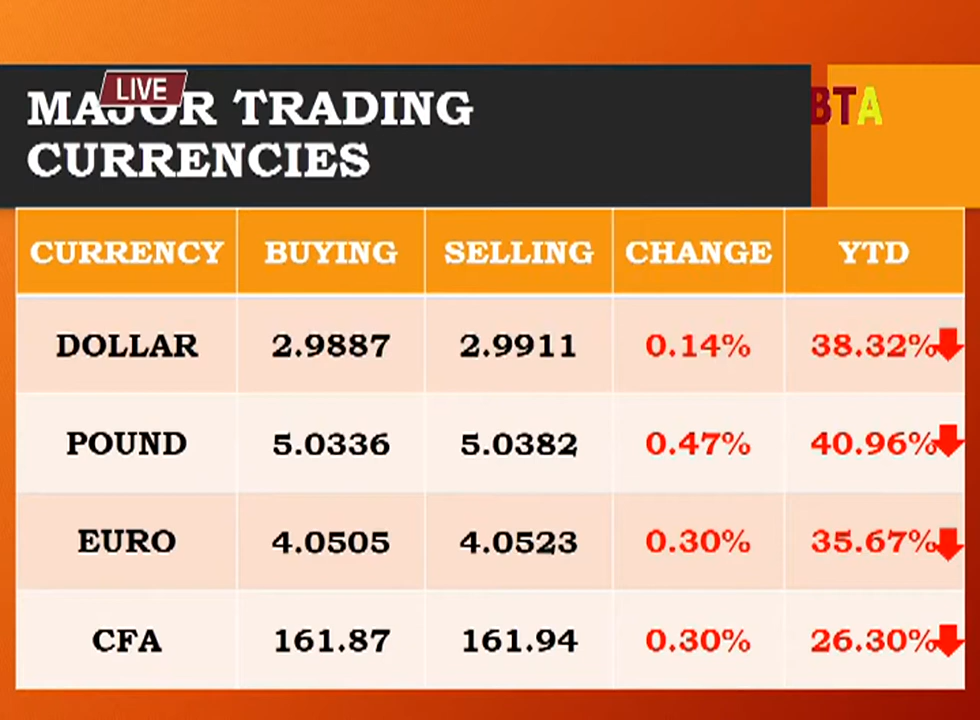 LIVE
MAJOR TRADING
CURRENCIES
BTA
CURRENCY BUYING SELLING CHANGE YTD
DOLLAR 2.9887 2.9911 0.14% 38.32%
POUND 5.0336 5.0382 0.47% 40.96%
EURO 4.0505 4.0523 0.30% 35.67%
CFA 161.87 161.94 0.30% 26.30%